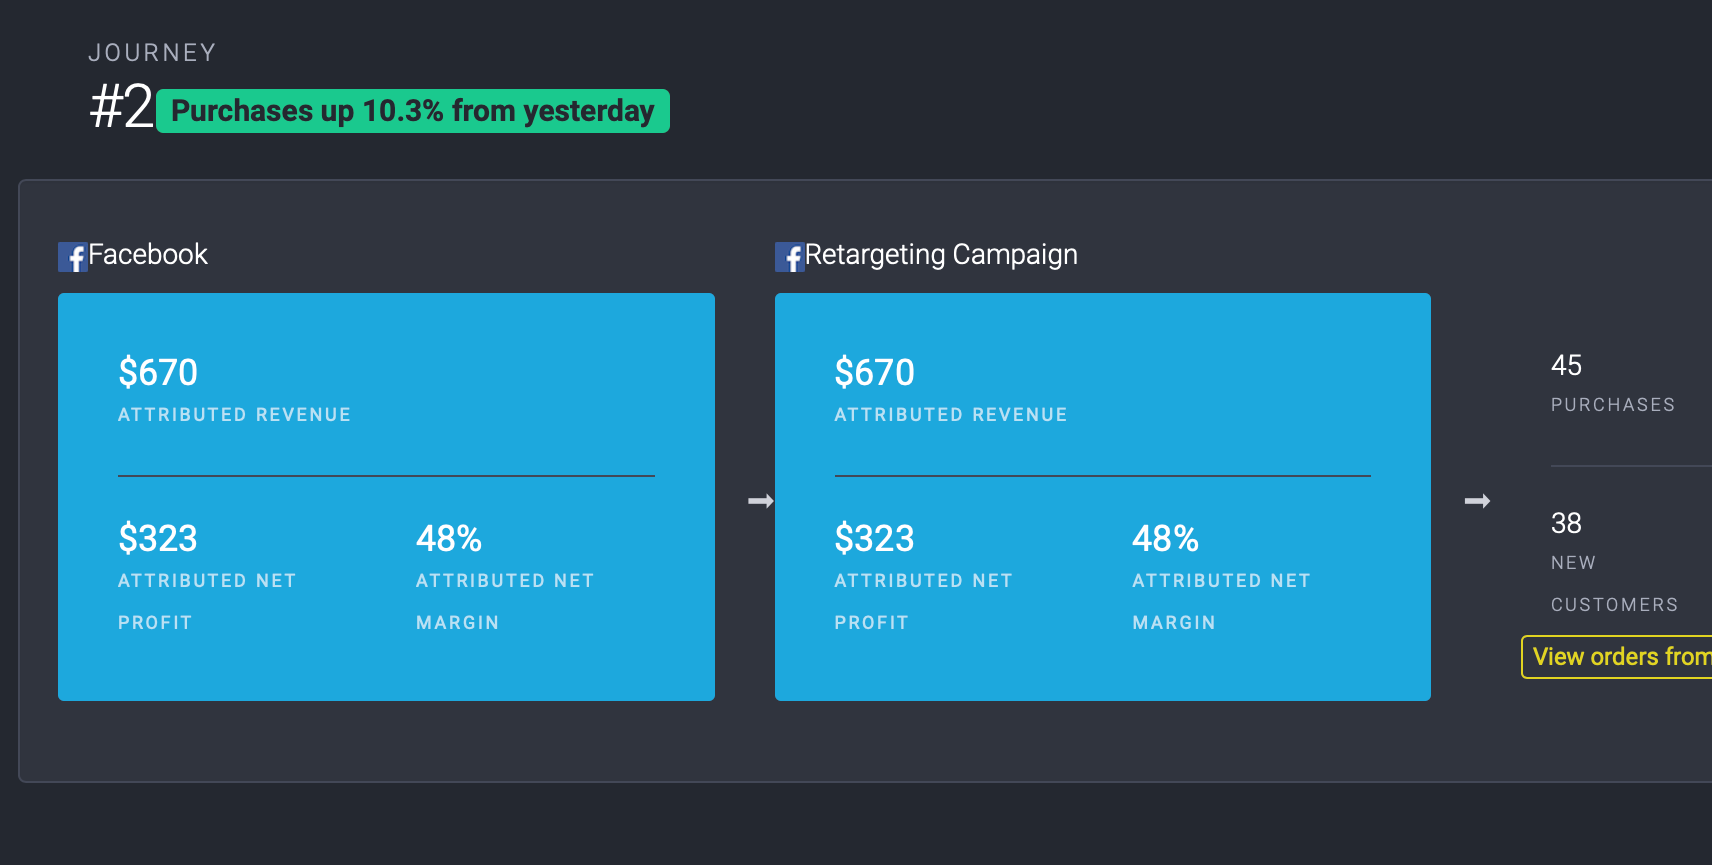 JOURNEY
#2 Purchases up 10.3% from yesterday
Facebook
Retargeting Campaign
$670
ATTRIBUTED REVENUE
$323
ATTRIBUTED NET
PROFIT
48%
ATTRIBUTED NET
MARGIN
$670
ATTRIBUTED REVENUE
$323
ATTRIBUTED NET
PROFIT
48%
ATTRIBUTED NET
MARGIN
45
PURCHASES
38
NEW
CUSTOMERS
View orders from